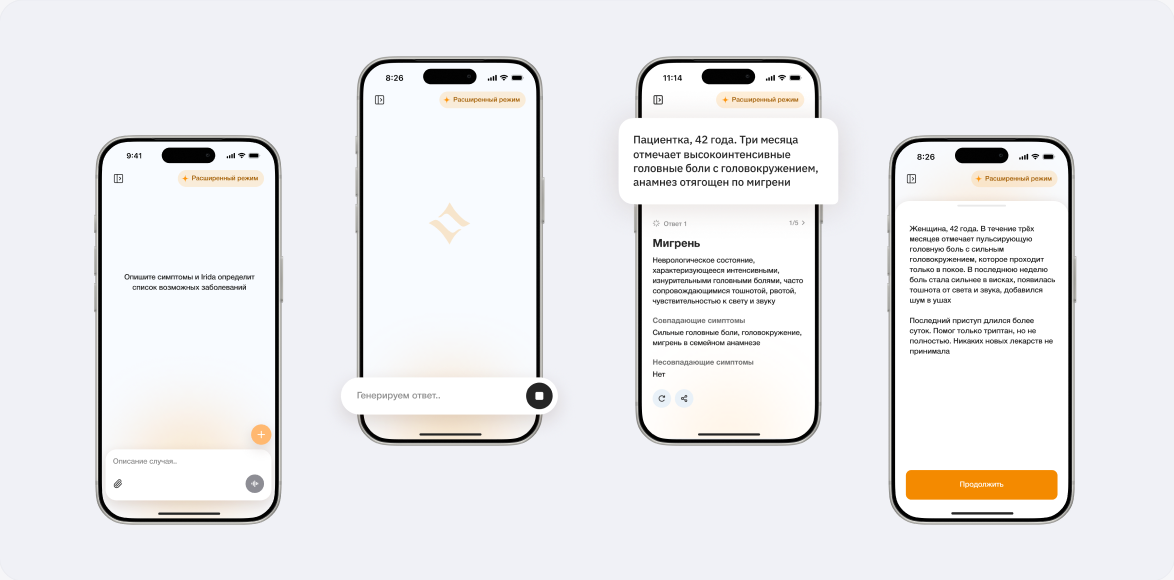 9:41
Расширенный режим
Опишите симптомы и Irida определит
список возможных заболеваний
Описание случая..
8:26
Расширенный режим
Генерируем ответ..
11:14
Расширенный режим
Пациентка, 42 года. Три месяца
отмечает высокоинтенсивные
головные боли с головокружением,
анамнез отягощен по мигрени
Ответ 1
1/5
Мигрень
Неврологическое состояние,
характеризующееся интенсивными,
изнурительными головными болями, часто
сопровождающимися тошнотой, рвотой,
чувствительностью к свету и звуку
Совпадающие симптомы
Сильные головные боли, головокружение,
мигрень в семейном анамнезе
Несовпадающие симптомы
Нет
8:26
Расширенный режим
Женщина, 42 года. В течение трёх
месяцев отмечает пульсирующую
головную боль с сильным
головокружением, которое проходит
только в покое. В последнюю неделю
боль стала сильнее в висках, появилась
тошнота от света и звука, добавился
шум в ушах
Последний приступ длился более
суток. Помог только триптан, но не
полностью. Никаких новых лекарств не
принимала
Продолжить